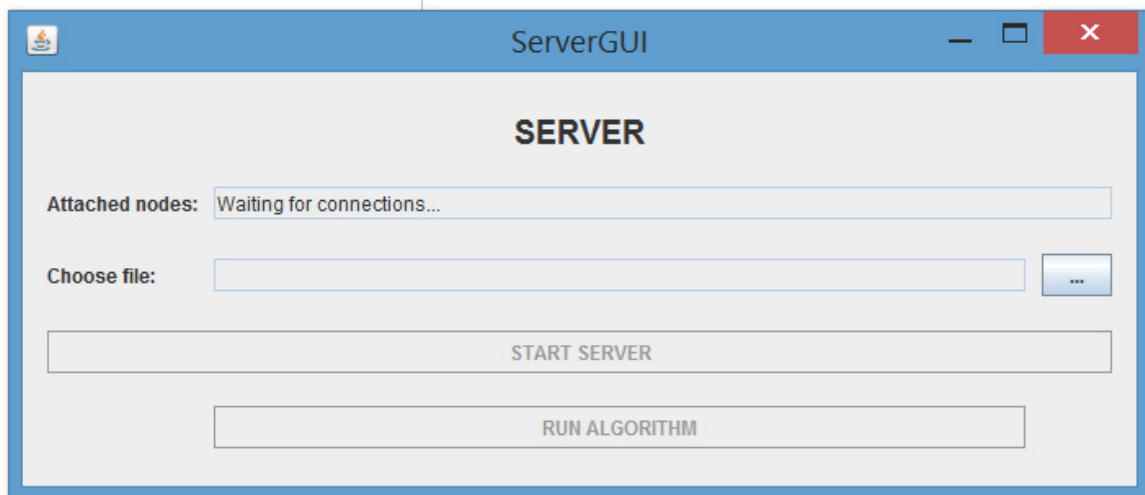 ServerGUI
SERVER
Attached nodes: Waiting for connections...
Choose file: ...
START SERVER
RUN ALGORITHM